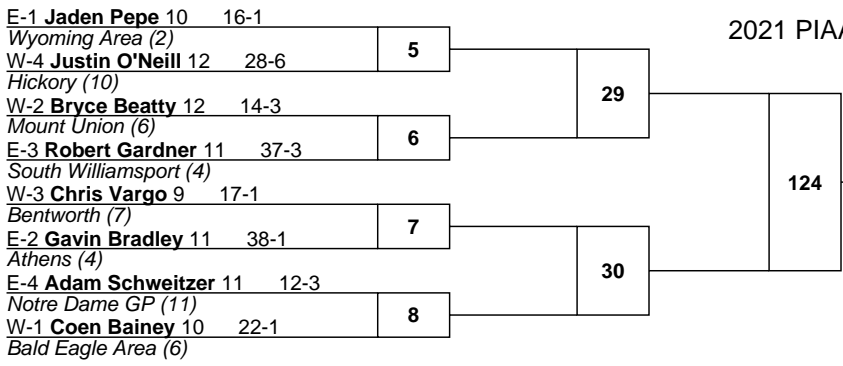 E-1 Jaden Pepe 10 16-1
Wyoming Area (2)
W-4 Justin O'Neill 12 28-6
Hickory (10)
W-2 Bryce Beatty 12 14-3
Mount Union (6)
E-3 Robert Gardner 11 37-3
South Williamsport (4)
W-3 Chris Vargo 9 17-1
Bentworth (7)
E-2 Gavin Bradley 11 38-1
Athens (4)
E-4 Adam Schweitzer 11 12-3
Notre Dame GP (11)
W-1 Coen Bainey 10 22-1
Bald Eagle Area (6)
5
6
7
8
29
30
124
2021 PIAA